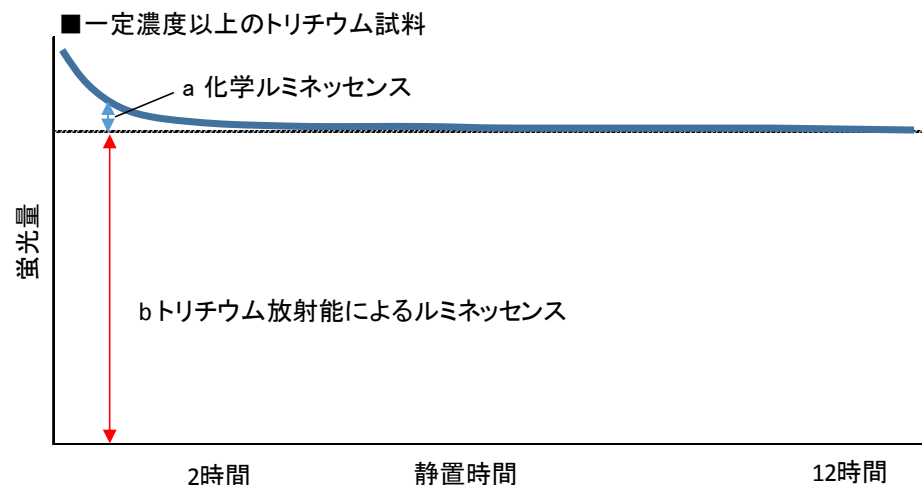 ■一定濃度以上のトリチウム試料
a 化学ルミネッセンス
蛍光量
b トリチウム放射能によるルミネッセンス
2時間
静置時間
12時間